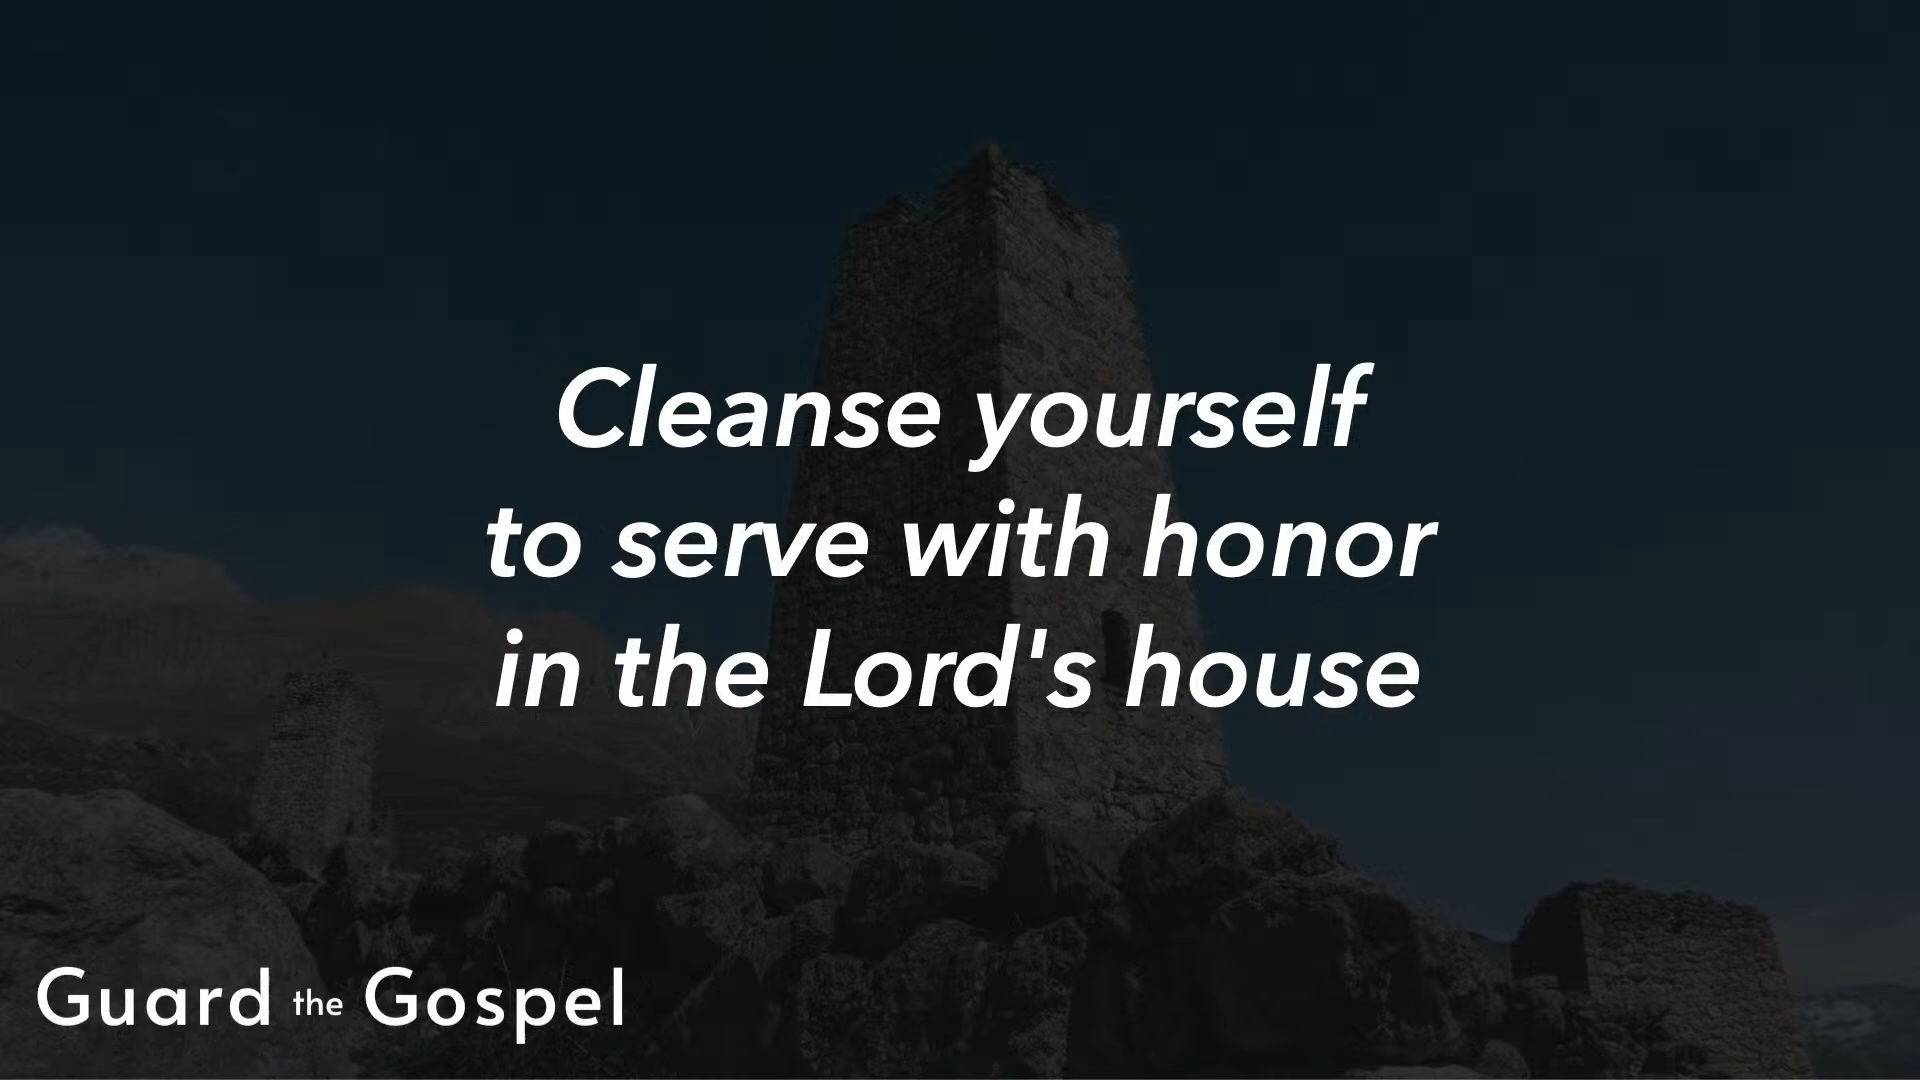 Cleanse yourself
to serve with honor
in the Lord's house
Guard the Gospel